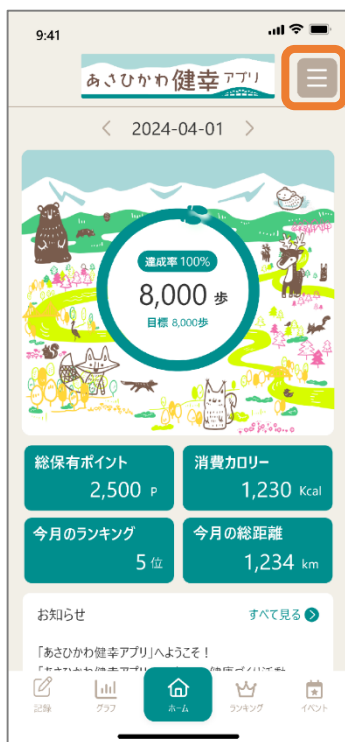 9:41
あさひかわ健幸アプリ
2024-04-01
達成率 100%
8,000 歩
目標 8,000歩
総保有ポイント
2,500 P
消費カロリー
1,230 Kcal
今月のランキング
5 位
今月の総距離
1,234 km
お知らせ
すべて見る
「あさひかわ健幸アプリ」へようこそ！
記録
グラフ
ホーム
ランキング
イベント